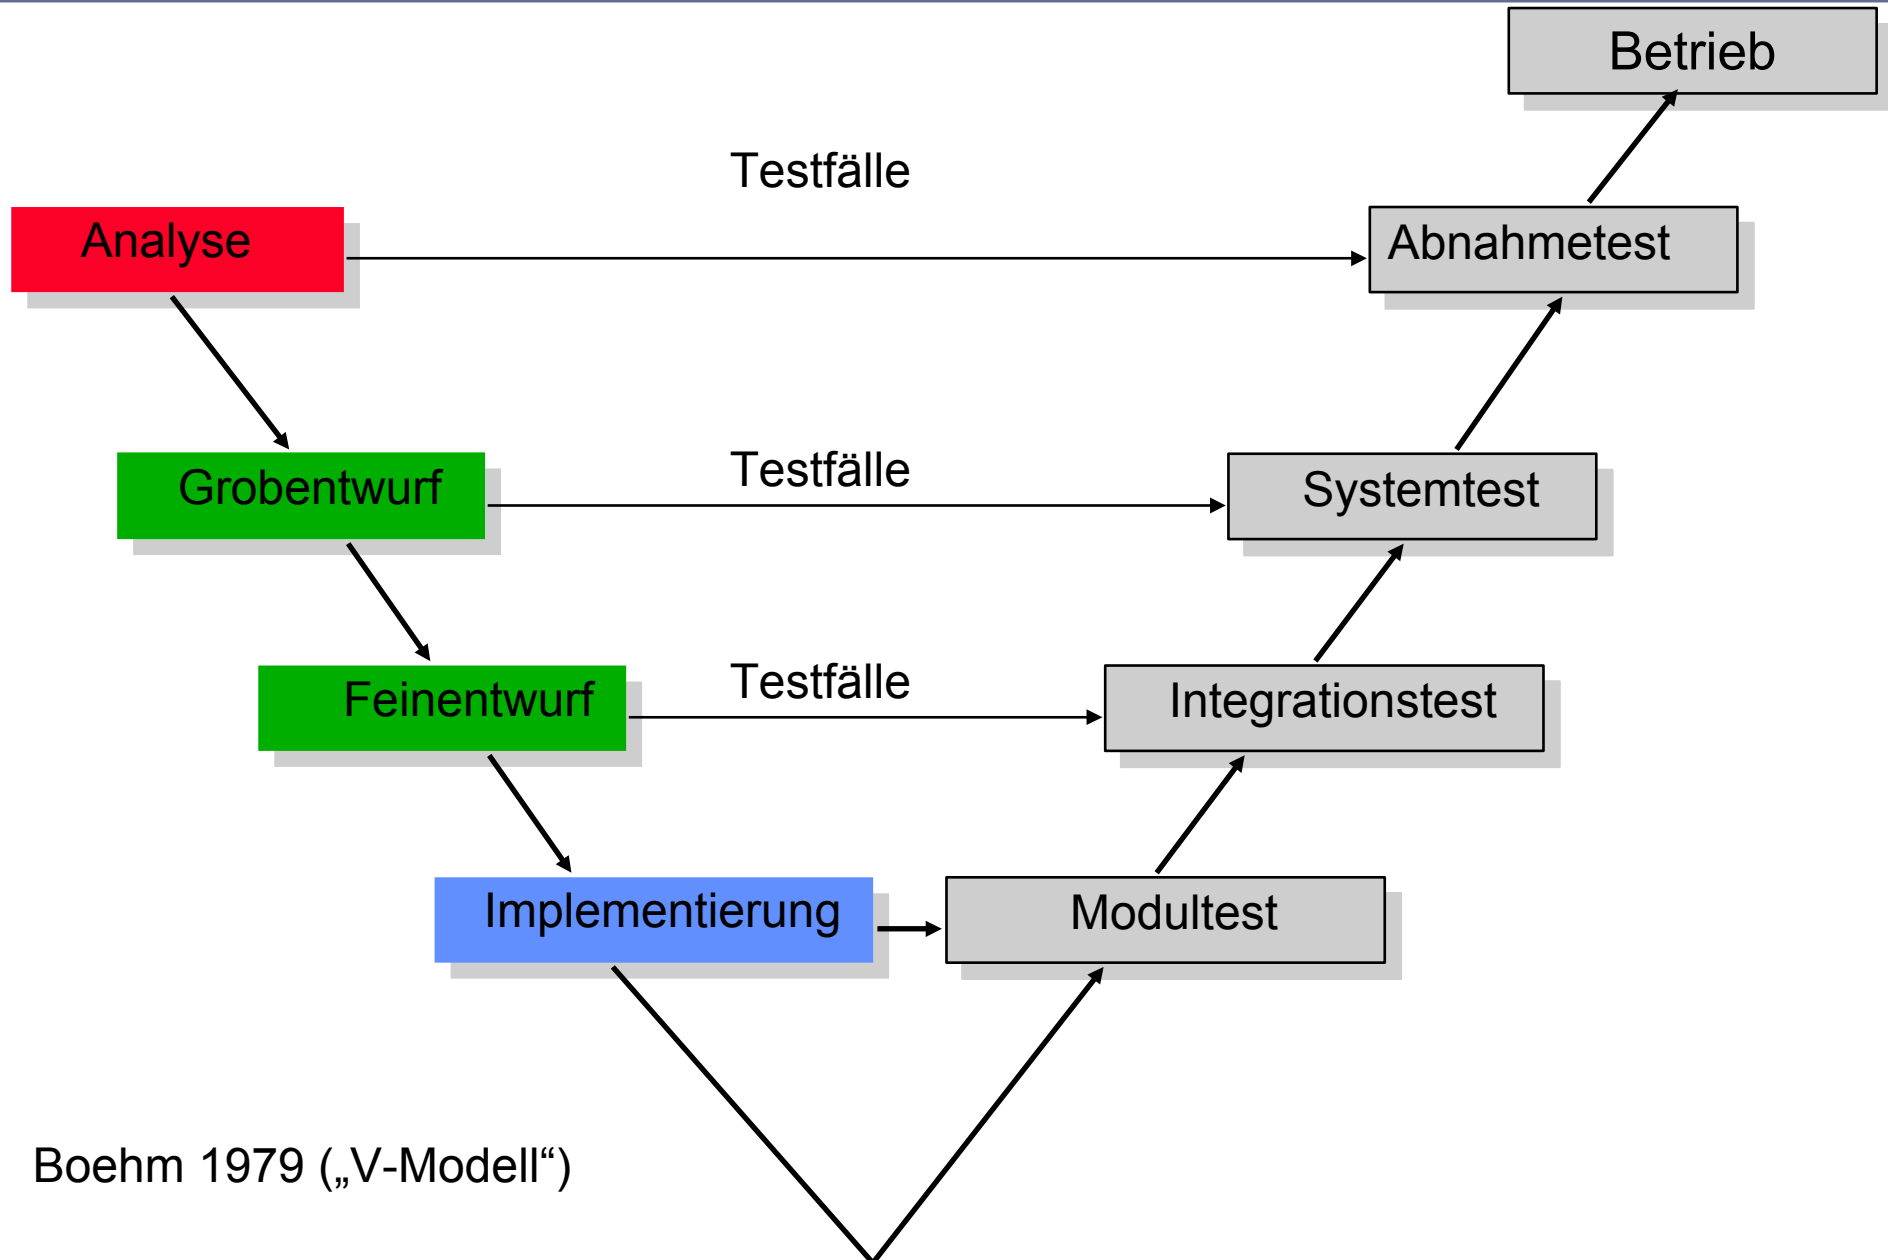 Betrieb
Testfälle
Analyse
Abnahmetest
Testfälle
Grobentwurf
Systemtest
Testfälle
Feinentwurf
Integrationstest
Implementierung
Modultest
Boehm 1979 („V-Modell“)